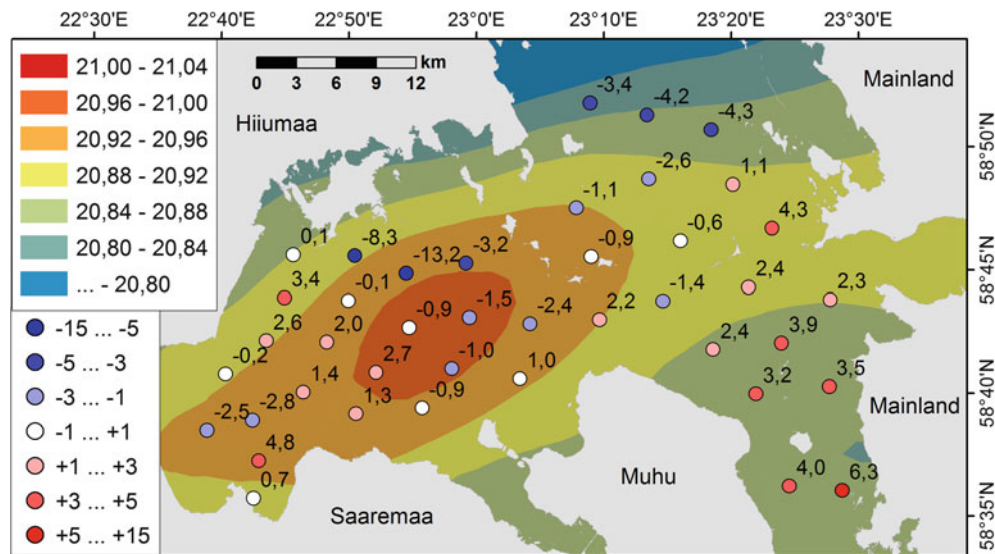 22°30'E 22°40'E 22°50'E 23°0'E 23°10'E 23°20'E 23°30'E
21,00 - 21,04
20,96 - 21,00
20,92 - 20,96
20,88 - 20,92
20,84 - 20,88
20,80 - 20,84
... - 20,80
-15 ... -5
-5 ... -3
-3 ... -1
-1 ... +1
+1 ... +3
+3 ... +5
+5 ... +15
km
0 3 6 9 12
Hiiumaa
Mainland
58°50'N
58°45'N
58°40'N
58°35'N
-3,4
-4,2
-4,3
-2,6
1,1
-1,1
4,3
-0,6
0,1
-8,3
-13,2
-3,2
-0,9
3,4
-0,1
-0,9
-1,5
-2,4
2,2
-1,4
2,4
2,3
2,6
2,0
2,4
3,9
-0,2
1,4
2,7
-1,0
1,0
3,2
3,5
-2,5
-2,8
1,3
-0,9
Mainland
4,8
0,7
4,0
6,3
Muhu
Saaremaa